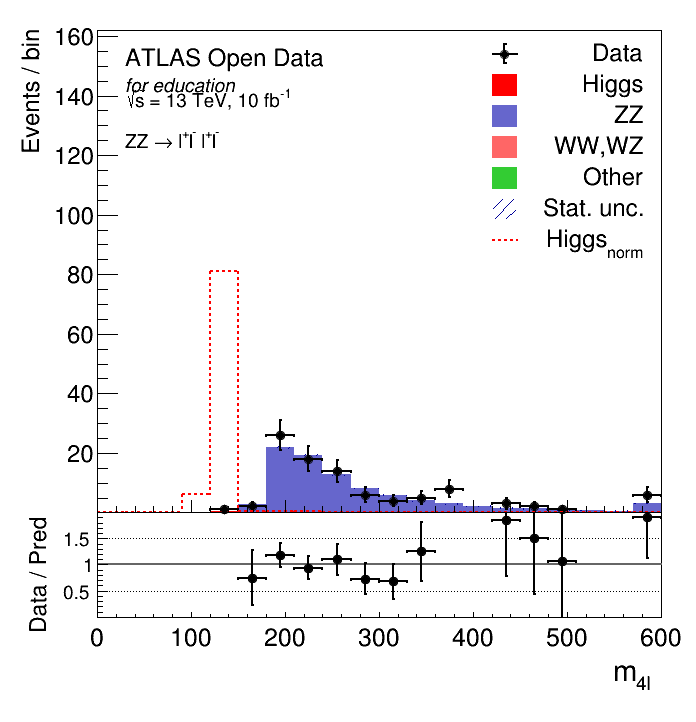 Events / bin
160
140
120
100
80
60
40
20
ATLAS Open Data
for education
√s = 13 TeV, 10 fb⁻¹
ZZ → l⁺l⁻ l⁺l⁻
Data
Higgs
ZZ
WW,WZ
Other
Stat. unc.
Higgs_norm
Data / Pred
1.5
1
0.5
0 100 200 300 400 500 600
m_4l